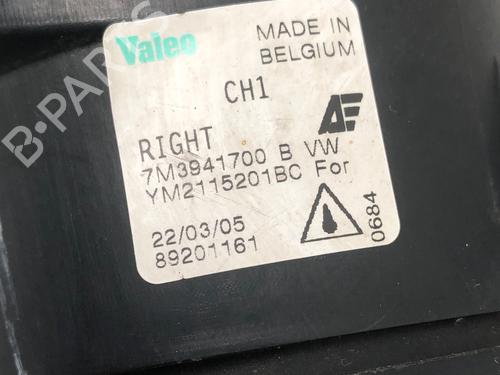 Valeo
MADE IN
BELGIUM
CH1
RIGHT
7M3941700 B VW
YM2115201BC For
22/03/05
89201161
0684
B-PARTS